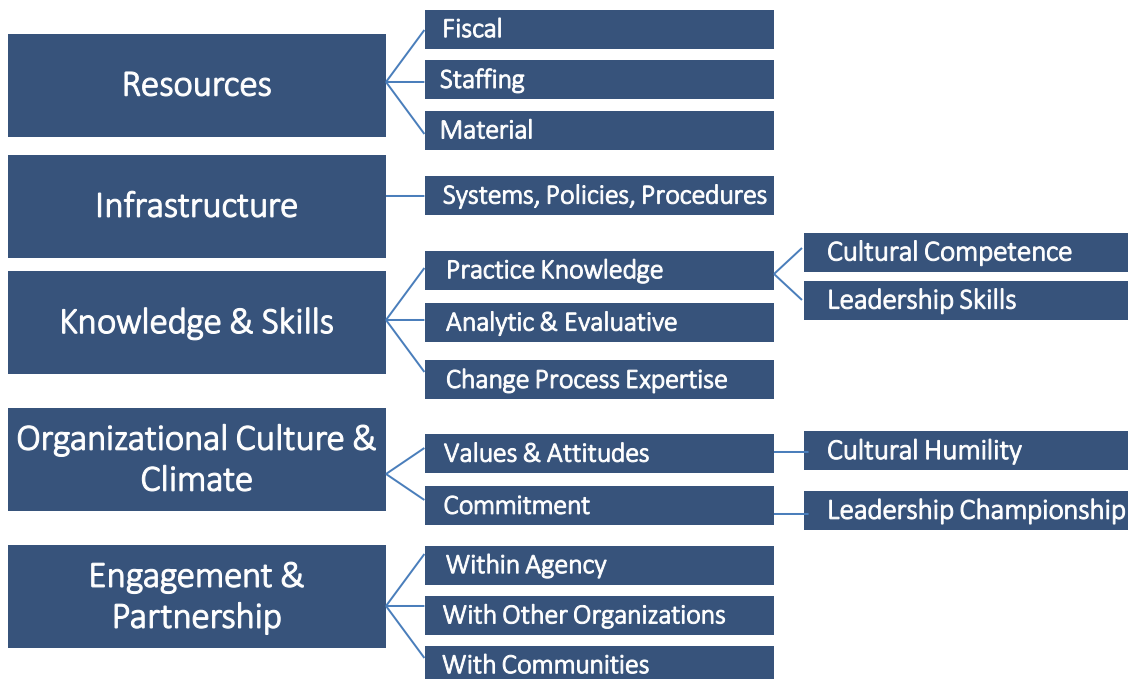 Resources
Fiscal
Staffing
Material
Infrastructure
Systems, Policies, Procedures
Knowledge & Skills
Practice Knowledge
Cultural Competence
Leadership Skills
Analytic & Evaluative
Change Process Expertise
Organizational Culture &
Climate
Values & Attitudes
Cultural Humility
Commitment
Leadership Championship
Engagement &
Partnership
Within Agency
With Other Organizations
With Communities